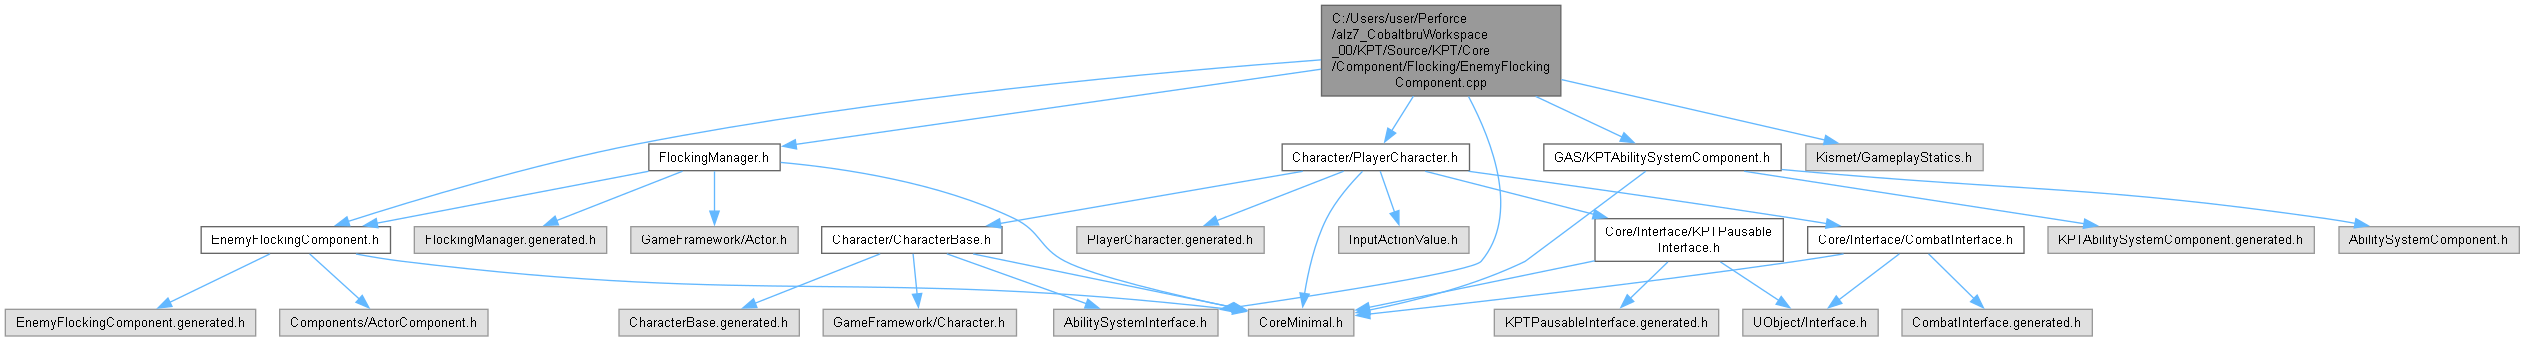 C:/Users/user/Perforce
/alz7_CobaltbruWorkspace
_00/KPT/Source/KPT/Core
/Component/Flocking/EnemyFlocking
Component.cpp
FlockingManager.h
Character/PlayerCharacter.h
GAS/KPTAbilitySystemComponent.h
Kismet/GameplayStatics.h
EnemyFlockingComponent.h
FlockingManager.generated.h
GameFramework/Actor.h
Character/CharacterBase.h
PlayerCharacter.generated.h
InputActionValue.h
Core/Interface/KPTPausable
Interface.h
Core/Interface/CombatInterface.h
KPTAbilitySystemComponent.generated.h
AbilitySystemComponent.h
EnemyFlockingComponent.generated.h
Components/ActorComponent.h
CharacterBase.generated.h
GameFramework/Character.h
AbilitySystemInterface.h
CoreMinimal.h
KPTPausableInterface.generated.h
UObject/Interface.h
CombatInterface.generated.h